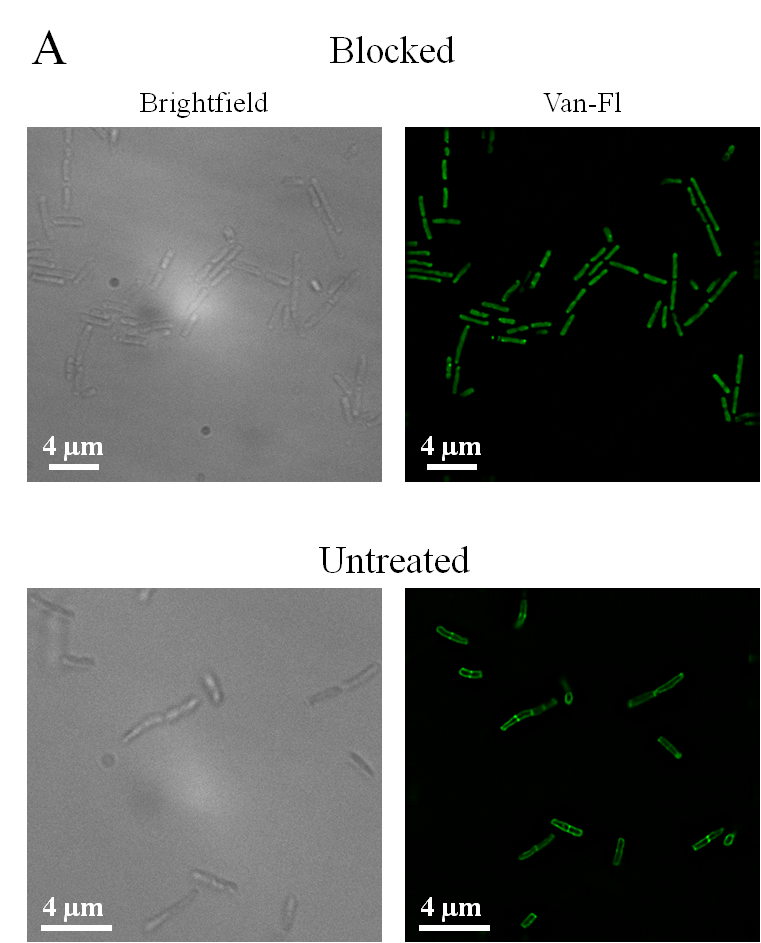 A
Blocked
Brightfield Van-Fl
4 μm 4 μm
Untreated
4 μm 4 μm